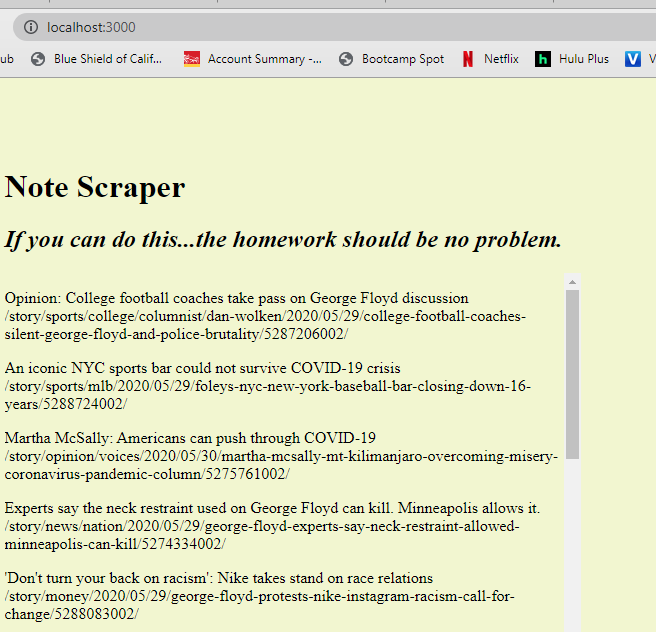 localhost:3000
ub Blue Shield of Calif... Account Summary -... Bootcamp Spot Netflix Hulu Plus V
Note Scraper
If you can do this...the homework should be no problem.
Opinion: College football coaches take pass on George Floyd discussion
/story/sports/college/columnist/dan-wolken/2020/05/29/college-football-coaches-
silent-george-floyd-and-police-brutality/5287206002/
An iconic NYC sports bar could not survive COVID-19 crisis
/story/sports/mlb/2020/05/29/foleys-nyc-new-york-baseball-bar-closing-down-16-
years/5288724002/
Martha McSally: Americans can push through COVID-19
/story/opinion/voices/2020/05/30/martha-mcsally-mt-kilimanjaro-overcoming-misery-
coronavirus-pandemic-column/5275761002/
Experts say the neck restraint used on George Floyd can kill. Minneapolis allows it.
/story/news/nation/2020/05/29/george-floyd-experts-say-neck-restraint-allowed-
minneapolis-can-kill/5274334002/
'Don't turn your back on racism': Nike takes stand on race relations
/story/money/2020/05/29/george-floyd-protests-nike-instagram-racism-call-for-
change/5288083002/